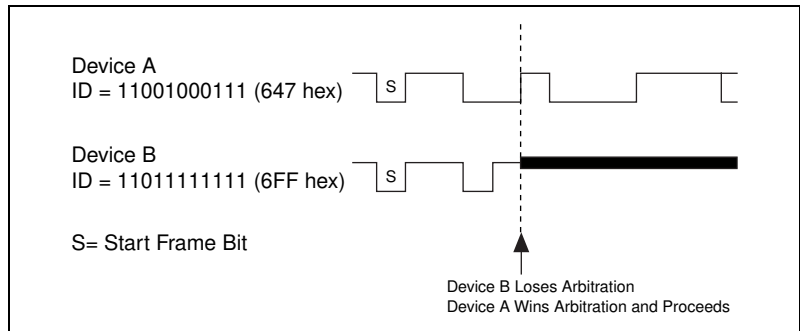 Device A
ID = 11001000111 (647 hex)
S
Device B
ID = 11011111111 (6FF hex)
S
S= Start Frame Bit
Device B Loses Arbitration
Device A Wins Arbitration and Proceeds